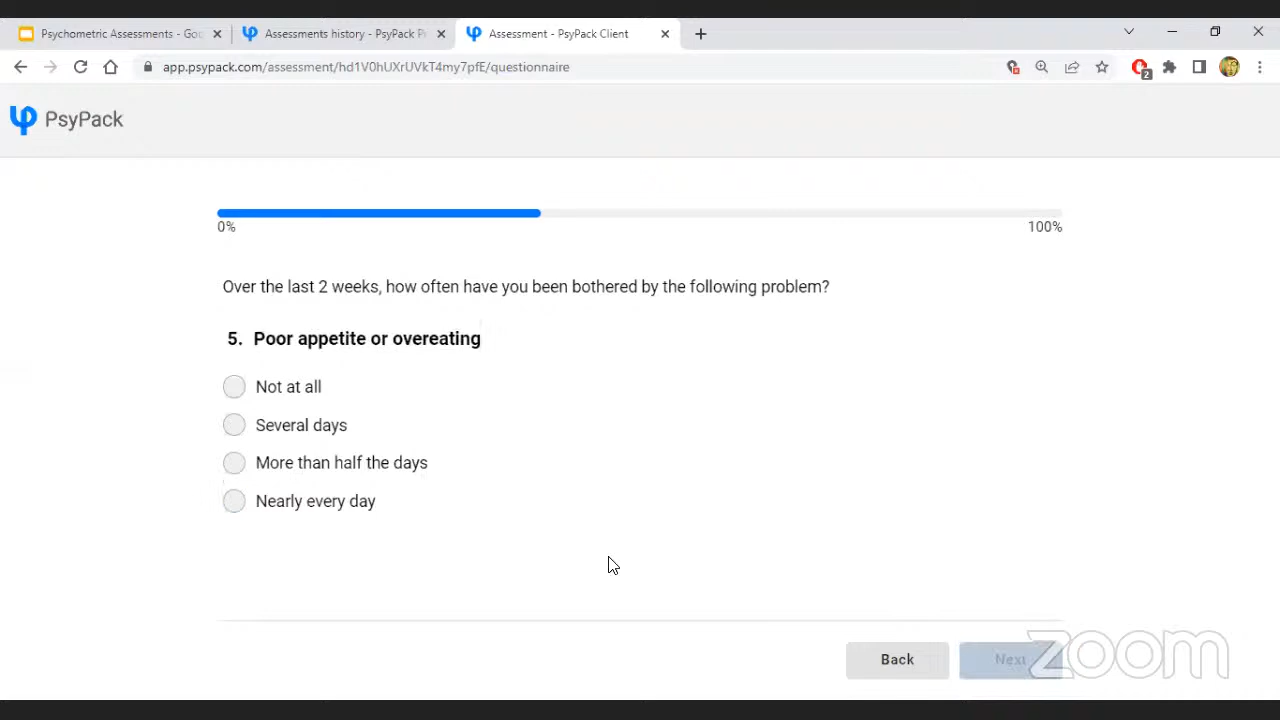 Psychometric Assessments - Goo
Assessments history - PsyPack P
Assessment - PsyPack Client
app.psypack.com/assessment/hd1V0hUXrUVkT4my7pfE/questionnaire
2
PsyPack
0%
100%
Over the last 2 weeks, how often have you been bothered by the following problem?
5. Poor appetite or overeating
Not at all
Several days
More than half the days
Nearly every day
Back
Next
zoom